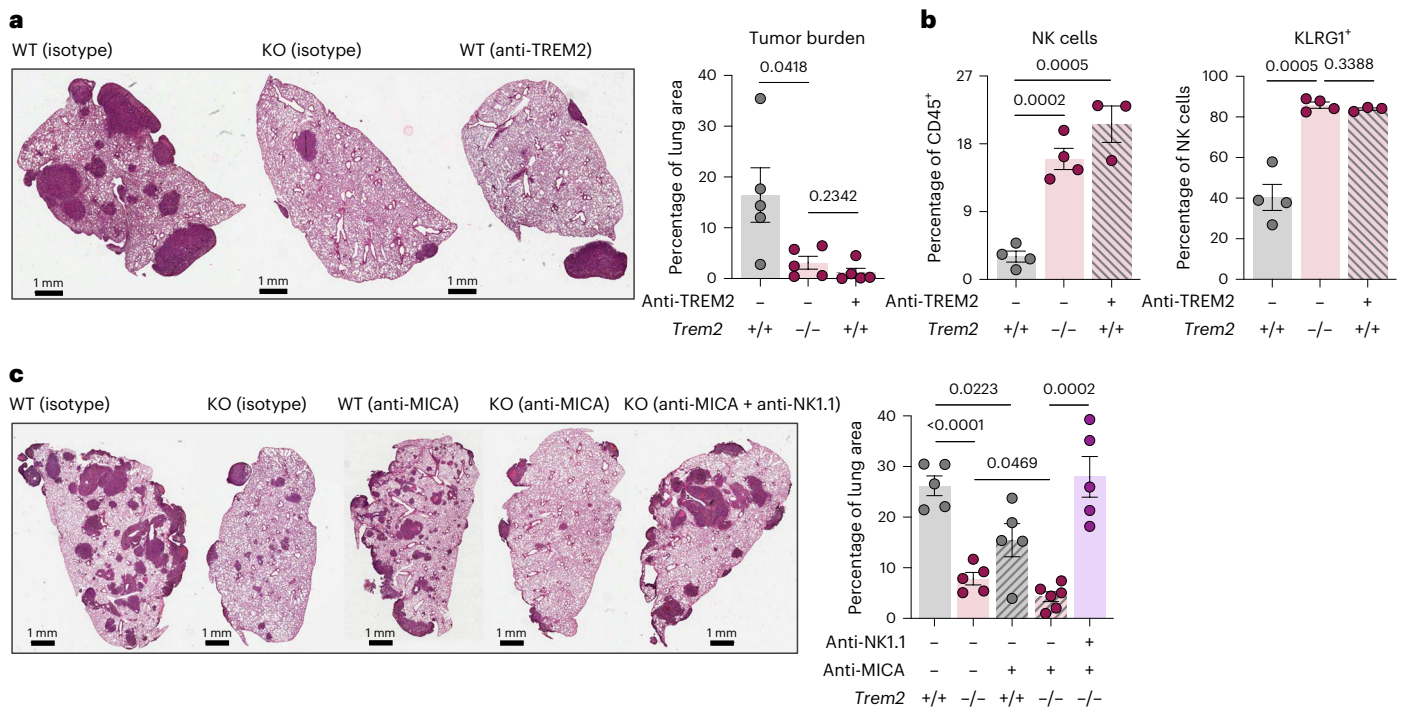 a
WT (isotype) KO (isotype) WT (anti-TREM2)
1 mm 1 mm 1 mm
Tumor burden
Percentage of lung area
40
30
20
10
0
0.0418
0.2342
Anti-TREM2 – – +
Trem2 +/+ –/– +/+
b
NK cells
Percentage of CD45+
27
18
9
0
0.0005
0.0002
Anti-TREM2 – – +
Trem2 +/+ –/– +/+
KLRG1+
Percentage of NK cells
100
80
60
40
20
0
0.0005 0.3388
Anti-TREM2 – – +
Trem2 +/+ –/– +/+
c
WT (isotype) KO (isotype) WT (anti-MICA) KO (anti-MICA) KO (anti-MICA + anti-NK1.1)
1 mm 1 mm 1 mm 1 mm 1 mm
Percentage of lung area
40
30
20
10
0
0.0223 0.0002
<0.0001
0.0469
Anti-NK1.1 – – – – +
Anti-MICA – – + + +
Trem2 +/+ –/– +/+ –/– –/–